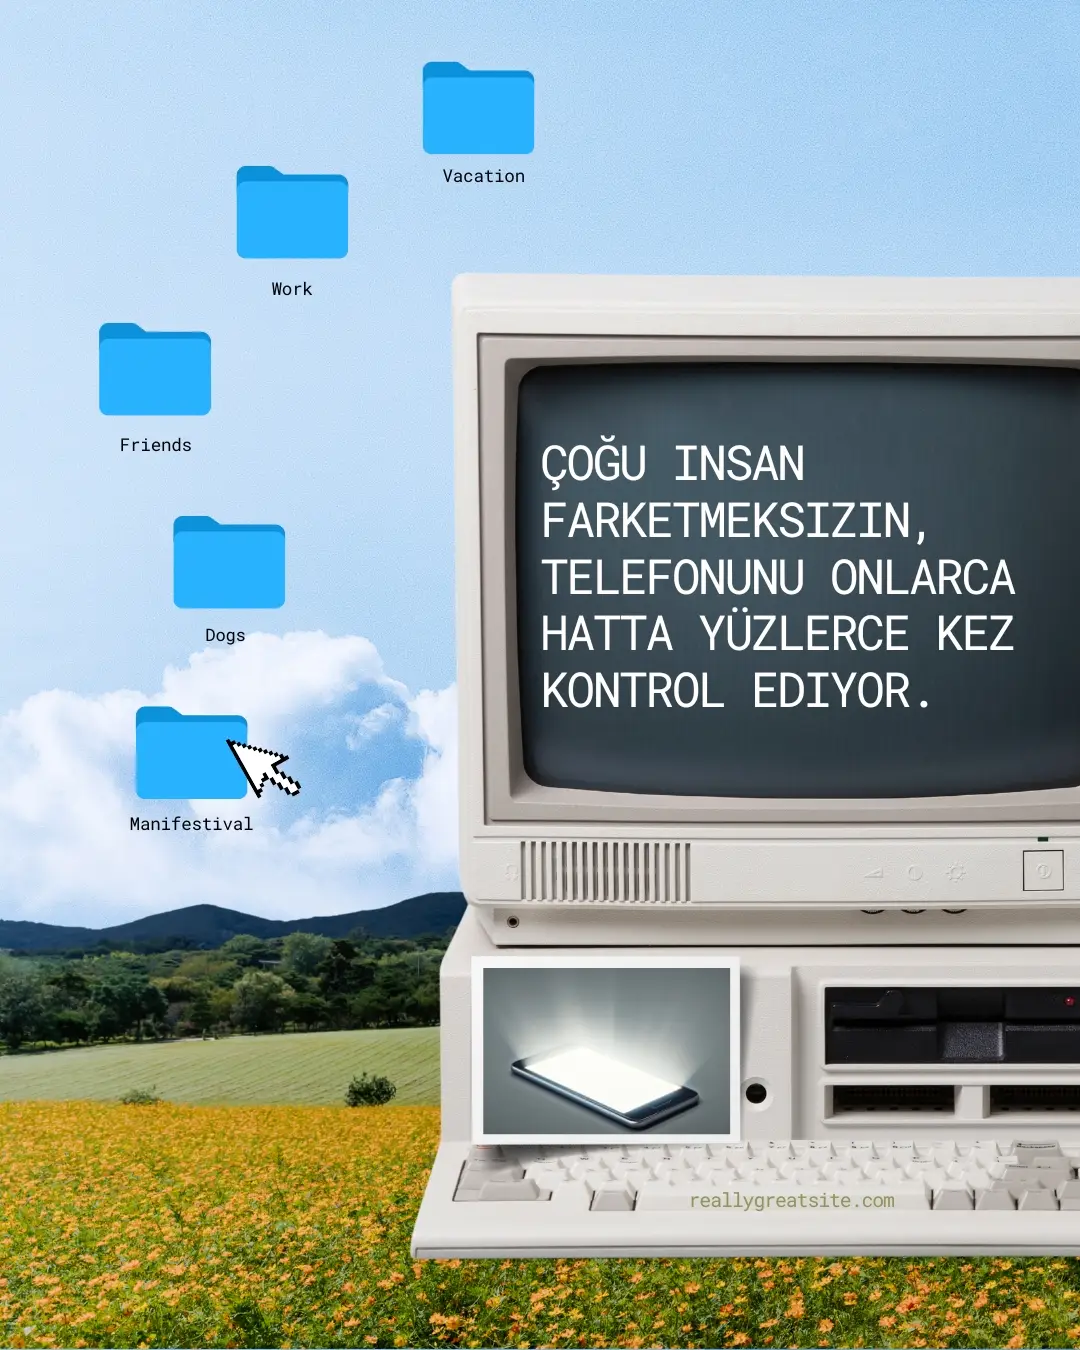 Vacation
Work
Friends
Dogs
Manifestival
ÇOĞU INSAN
FARKETMEKSIZIN,
TELEFONUNU ONLARCA
HATTA YÜZLERCE KEZ
KONTROL EDIYOR.
reallygreatsite.com